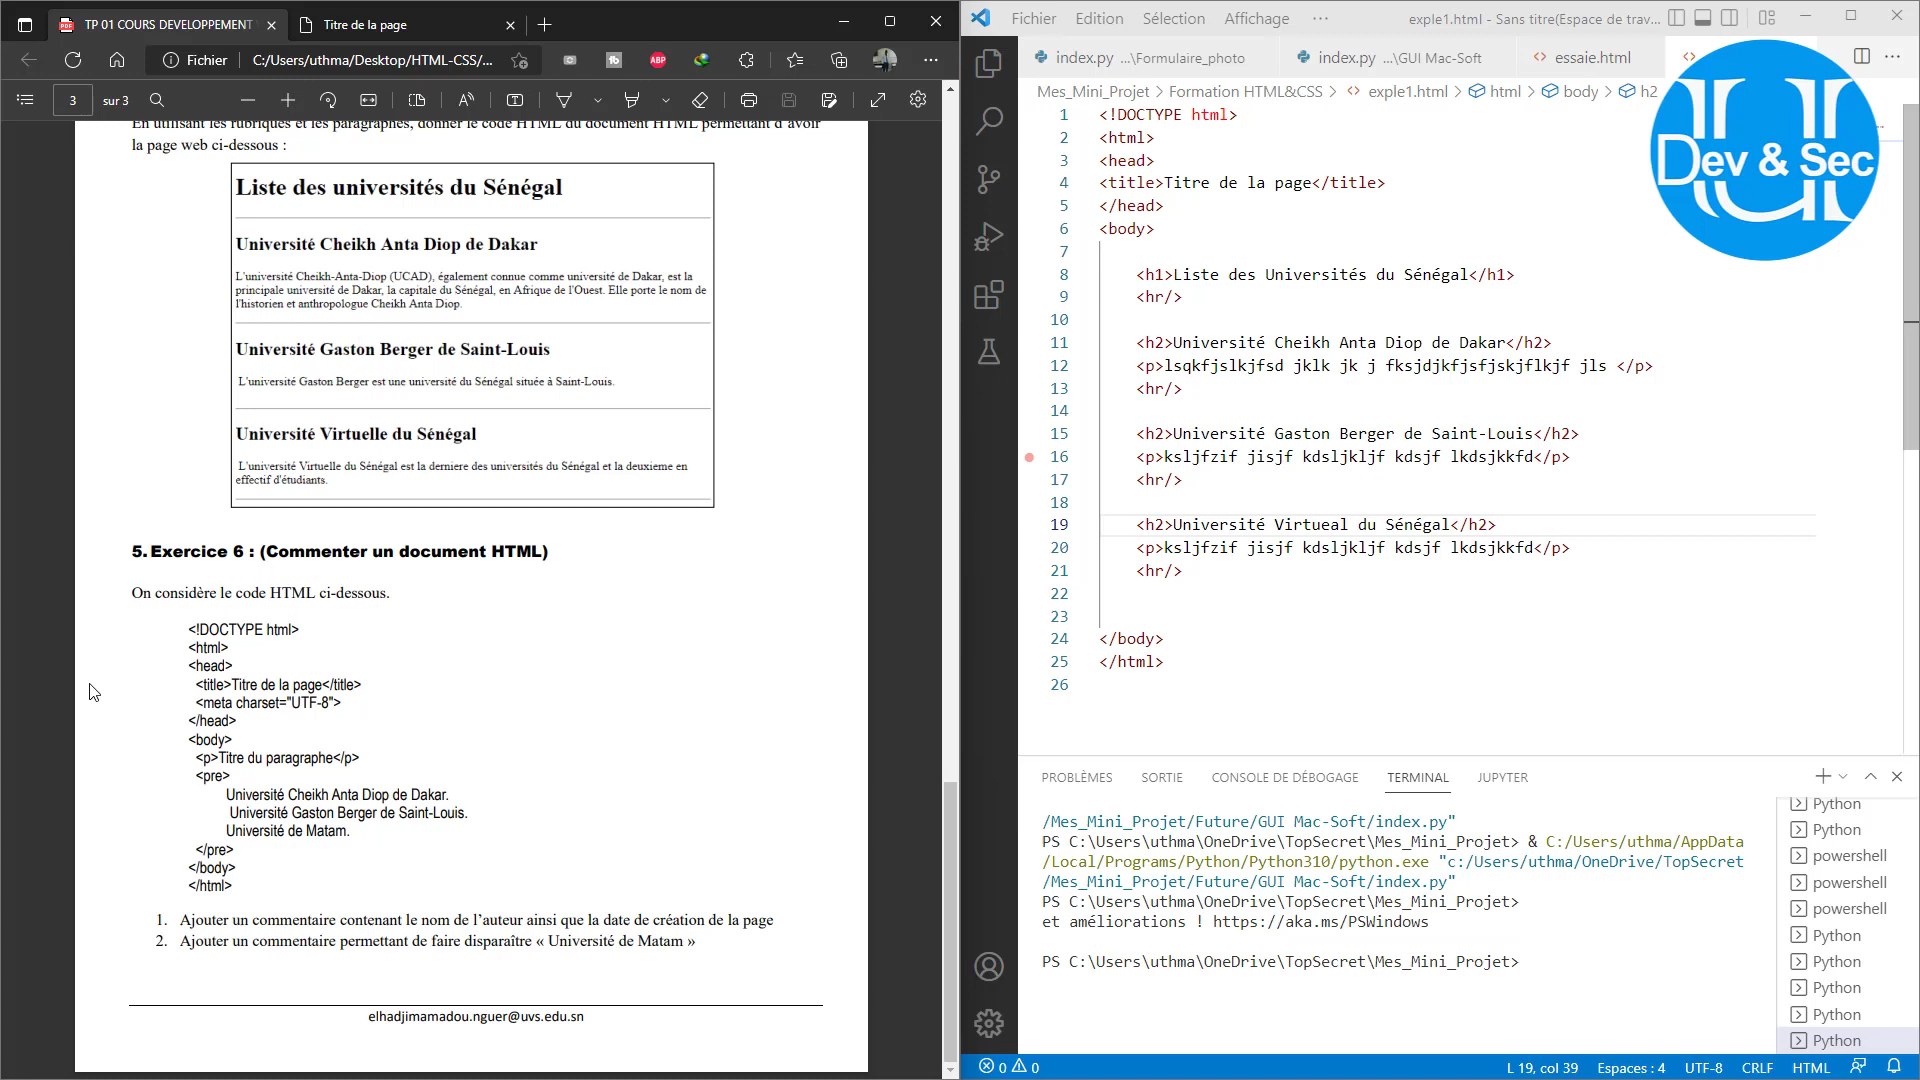 TP 01 COURS DEVELOPPEMENT
Titre de la page
Fichier
C:/Users/uthma/Desktop/HTML-CSS/...
3 sur 3
En utilisant les rubriques et les paragraphes, donner le code HTML du document HTML permettant d'avoir
la page web ci-dessous :
Liste des universités du Sénégal
Université Cheikh Anta Diop de Dakar
L'université Cheikh-Anta-Diop (UCAD), également connue comme université de Dakar, est la
principale université de Dakar, la capitale du Sénégal, en Afrique de l'Ouest. Elle porte le nom de
l'historien et anthropologue Cheikh Anta Diop.
Université Gaston Berger de Saint-Louis
L'université Gaston Berger est une université du Sénégal située à Saint-Louis.
Université Virtuelle du Sénégal
L'université Virtuelle du Sénégal est la derniere des universités du Sénégal et la deuxieme en
effectif d'étudiants.
5. Exercice 6 : (Commenter un document HTML)
On considère le code HTML ci-dessous.
<!DOCTYPE html>
<html>
<head>
<title>Titre de la page</title>
<meta charset="UTF-8">
</head>
<body>
<p>Titre du paragraphe</p>
<pre>
Université Cheikh Anta Diop de Dakar.
Université Gaston Berger de Saint-Louis.
Université de Matam.
</pre>
</body>
</html>
1. Ajouter un commentaire contenant le nom de l’auteur ainsi que la date de création de la page
2. Ajouter un commentaire permettant de faire disparaître « Université de Matam »
elhadjimamadou.nguer@uvs.edu.sn
Fichier Edition Sélection Affichage ...
exple1.html - Sans titre(Espace de trav...
index.py ...\Formulaire_photo
index.py ...\GUI Mac-Soft
essaie.html
Mes_Mini_Projet > Formation HTML&CSS > exple1.html > html > body > h2
Dev & Sec
1 <!DOCTYPE html>
2 <html>
3 <head>
4 <title>Titre de la page</title>
5 </head>
6 <body>
7
8 <h1>Liste des Universités du Sénégal</h1>
9 <hr/>
10
11 <h2>Université Cheikh Anta Diop de Dakar</h2>
12 <p>lsqkfjslkjfsd jklk jk j fksjdjkfjsfjskjflkjf jls </p>
13 <hr/>
14
15 <h2>Université Gaston Berger de Saint-Louis</h2>
16 <p>ksljfzif jisjf kdsljkljf kdsjf lkdsjkkfd</p>
17 <hr/>
18
19 <h2>Université Virtueal du Sénégal</h2>
20 <p>ksljfzif jisjf kdsljkljf kdsjf lkdsjkkfd</p>
21 <hr/>
22
23
24 </body>
25 </html>
26
PROBLÈMES SORTIE CONSOLE DE DÉBOGAGE TERMINAL JUPYTER
/Mes_Mini_Projet/Future/GUI Mac-Soft/index.py"
PS C:\Users\uthma\OneDrive\TopSecret\Mes_Mini_Projet> & C:/Users/uthma/AppData
/Local/Programs/Python/Python310/python.exe "c:/Users/uthma/OneDrive/TopSecret
/Mes_Mini_Projet/Future/GUI Mac-Soft/index.py"
PS C:\Users\uthma\OneDrive\TopSecret\Mes_Mini_Projet>
et améliorations ! https://aka.ms/PSWindows
PS C:\Users\uthma\OneDrive\TopSecret\Mes_Mini_Projet>
Python
Python
powershell
powershell
powershell
Python
Python
Python
Python
Python
0 0
L 19, col 39 Espaces : 4 UTF-8 CRLF HTML